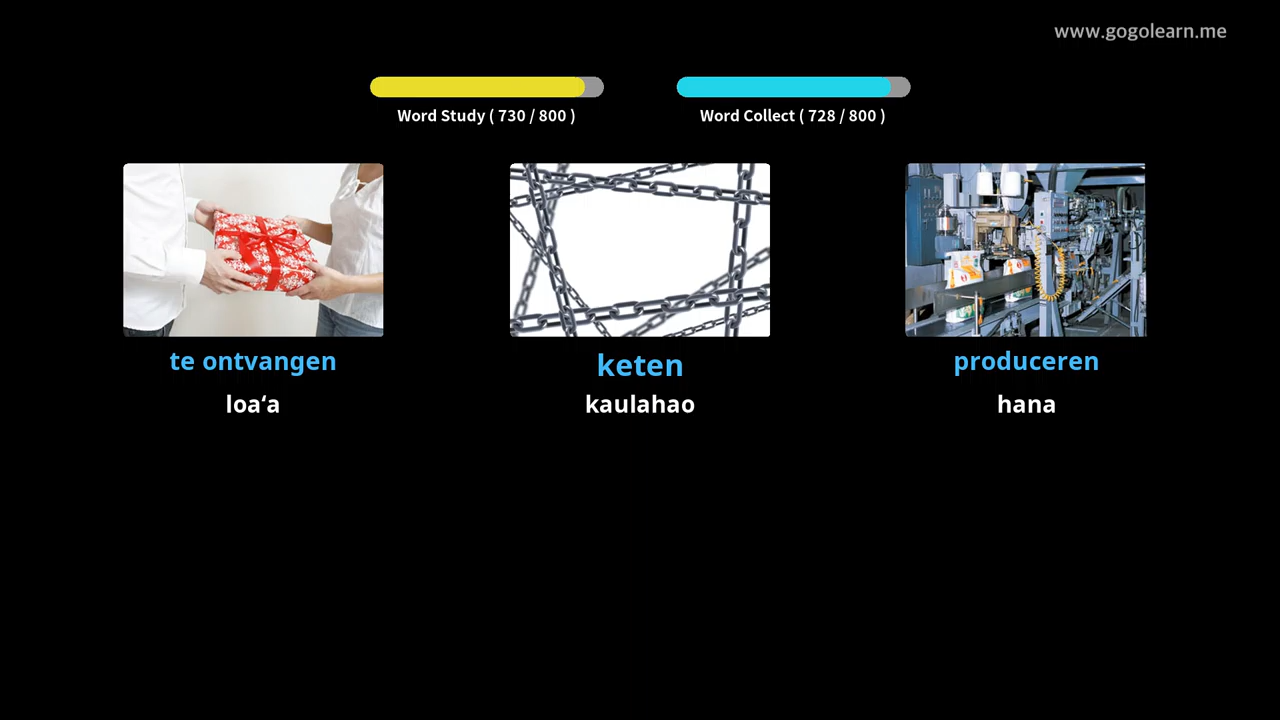 www.gogolearn.me
Word Study ( 730 / 800 )
Word Collect ( 728 / 800 )
te ontvangen
keten
produceren
loaʻa
kaulahao
hana